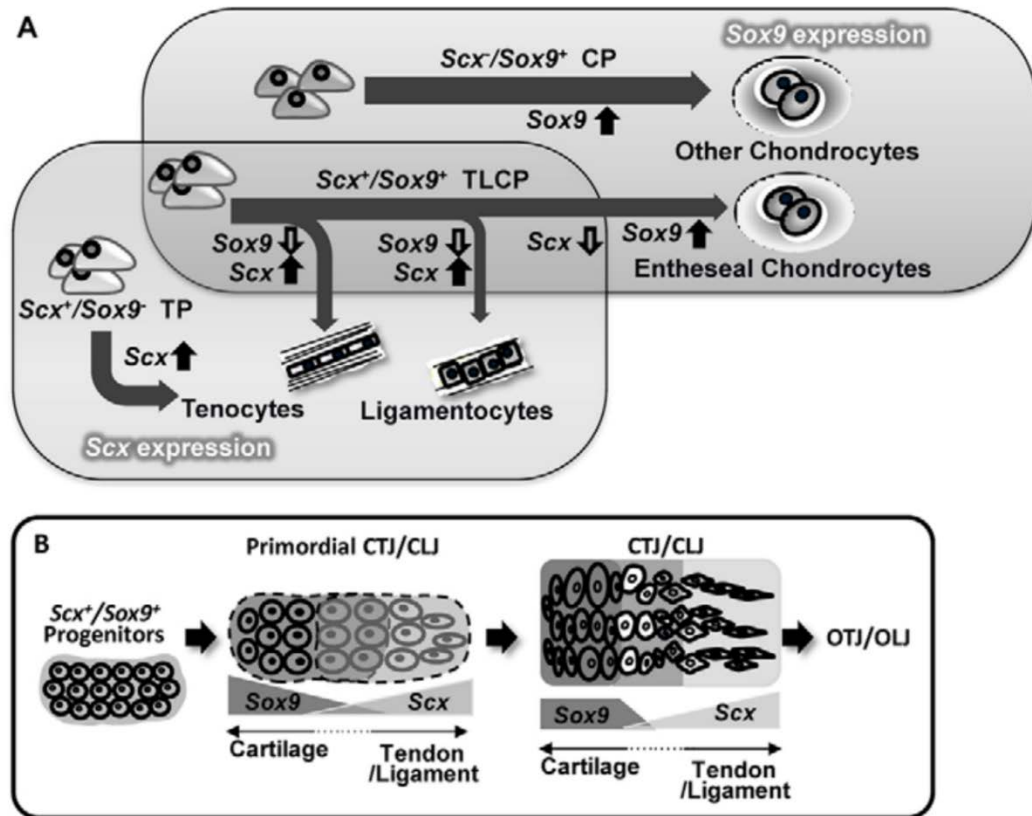 A
Sox9 expression
Scx⁻/Sox9⁺ CP
Sox9
Other Chondrocytes
Scx⁺/Sox9⁺ TLCP
Sox9
Scx
Sox9
Scx
Scx
Sox9
Entheseal Chondrocytes
Scx⁺/Sox9⁻ TP
Scx
Tenocytes
Ligamentocytes
Scx expression
B
Primordial CTJ/CLJ
CTJ/CLJ
Scx⁺/Sox9⁺
Progenitors
OTJ/OLJ
Sox9
Scx
Sox9
Scx
Cartilage
Tendon
/Ligament
Cartilage
Tendon
/Ligament